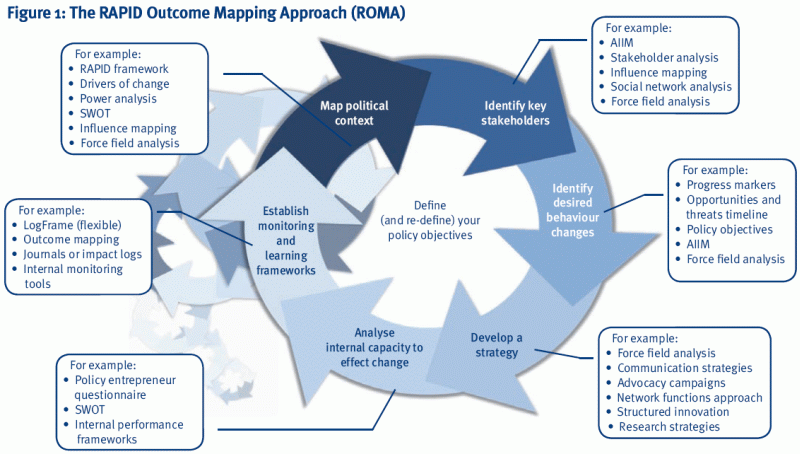 Figure 1: The RAPID Outcome Mapping Approach (ROMA)
For example:
• RAPID framework
• Drivers of change
• Power analysis
• SWOT
• Influence mapping
• Force field analysis
Map political
context
Identify key
stakeholders
For example:
• AIIM
• Stakeholder analysis
• Influence mapping
• Social network analysis
• Force field analysis
For example:
• Progress markers
• Opportunities and
threats timeline
• Policy objectives
• AIIM
• Force field analysis
Identify
desired
behaviour
changes
Define
(and re-define) your
policy objectives
Establish
monitoring
and
learning
frameworks
For example:
• LogFrame (flexible)
• Outcome mapping
• Journals or impact logs
• Internal monitoring
tools
Analyse
internal capacity to
effect change
Develop a
strategy
For example:
• Force field analysis
• Communication strategies
• Advocacy campaigns
• Network functions approach
• Structured innovation
• Research strategies
For example:
• Policy entrepreneur
questionnaire
• SWOT
• Internal performance
frameworks